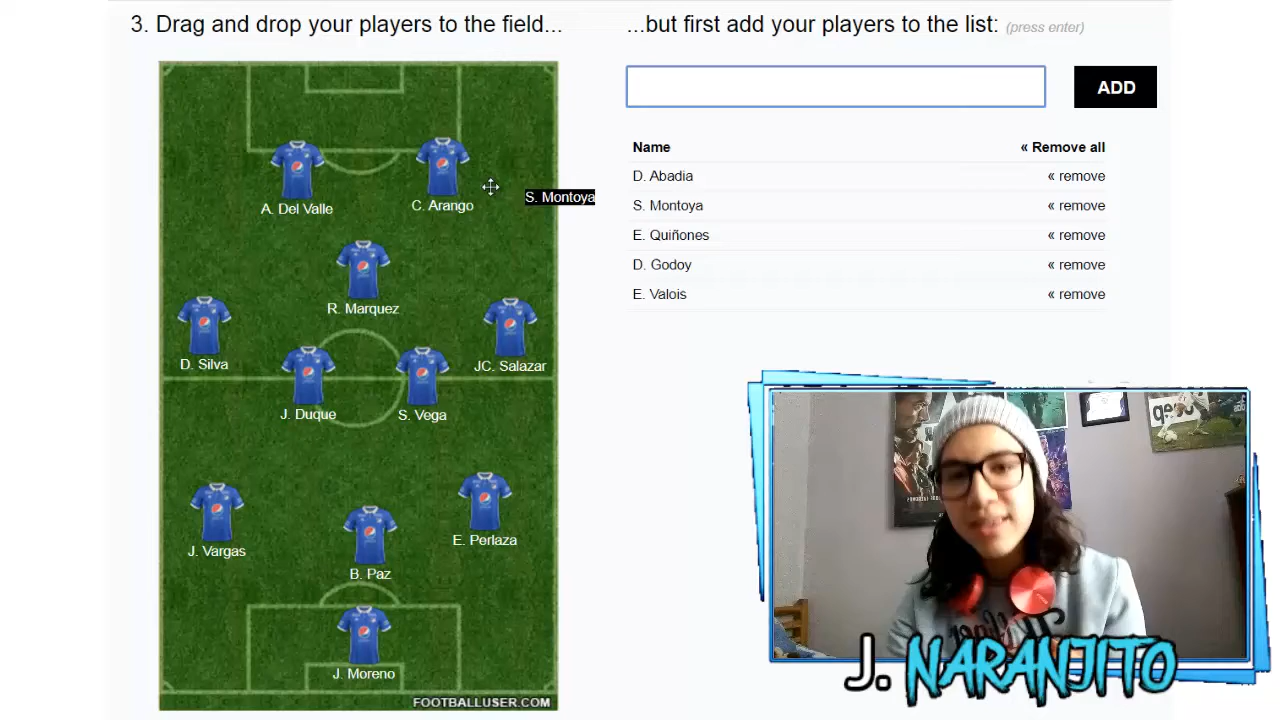 3. Drag and drop your players to the field...
...but first add your players to the list: (press enter)
ADD
Name
« Remove all
D. Abadia
« remove
S. Montoya
« remove
E. Quiñones
« remove
D. Godoy
« remove
E. Valois
« remove
A. Del Valle
C. Arango
S. Montoya
R. Marquez
D. Silva
JC. Salazar
J. Duque
S. Vega
J. Vargas
E. Perlaza
B. Paz
J. Moreno
FOOTBALLUSER.COM
J. NARANJITO